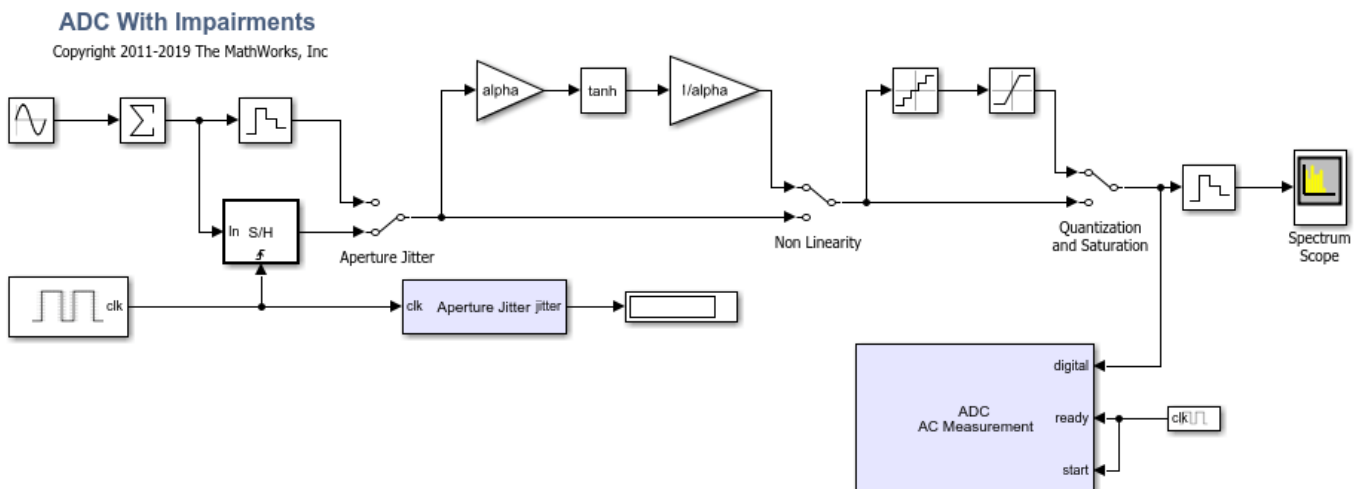 ADC With Impairments
Copyright 2011-2019 The MathWorks, Inc
alpha
tanh
1/alpha
In S/H
Aperture Jitter
Non Linearity
Quantization
and Saturation
Spectrum
Scope
clk
clk Aperture Jitter jitter
digital
ADC
AC Measurement
ready
start
clk